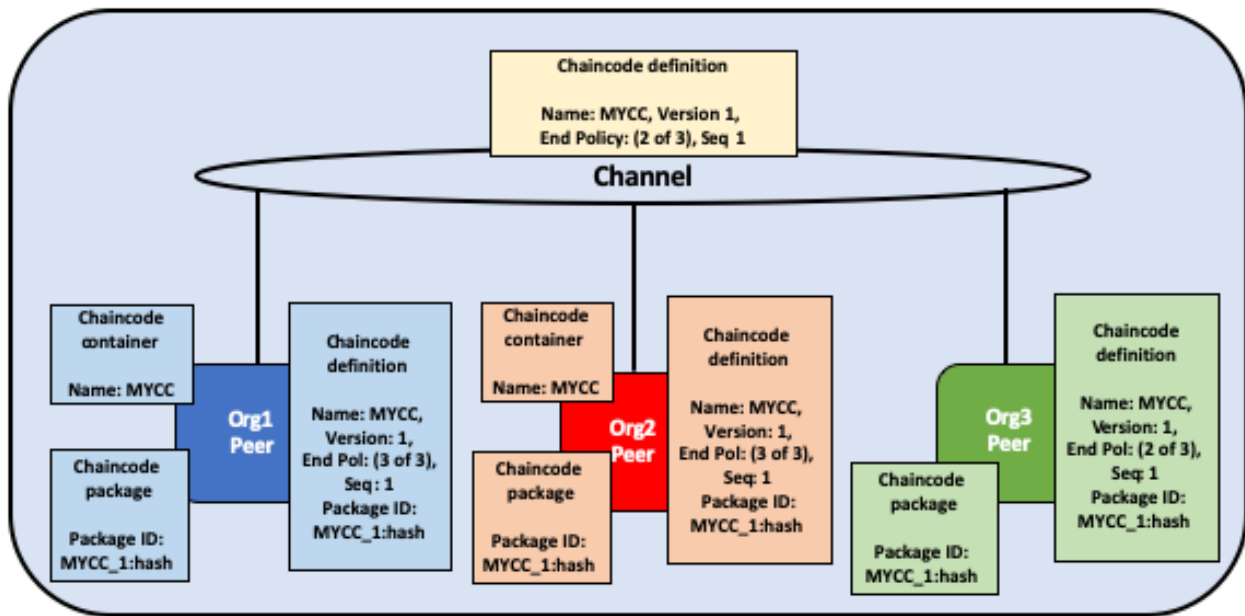 Chaincode definition
Name: MYCC, Version 1,
End Policy: (2 of 3), Seq 1
Channel
Chaincode
container
Name: MYCC
Org1
Peer
Chaincode
package
Package ID:
MYCC_1:hash
Chaincode
definition
Name: MYCC,
Version: 1,
End Pol: (3 of 3),
Seq : 1
Package ID:
MYCC_1:hash
Chaincode
container
Name: MYCC
Org2
Peer
Chaincode
package
Package ID:
MYCC_1:hash
Chaincode
definition
Name: MYCC,
Version: 1,
End Pol: (3 of 3),
Seq: 1
Package ID:
MYCC_1:hash
Org3
Peer
Chaincode
package
Package ID:
MYCC_1:hash
Chaincode
definition
Name: MYCC,
Version: 1,
End Pol: (2 of 3),
Seq: 1
Package ID:
MYCC_1:hash